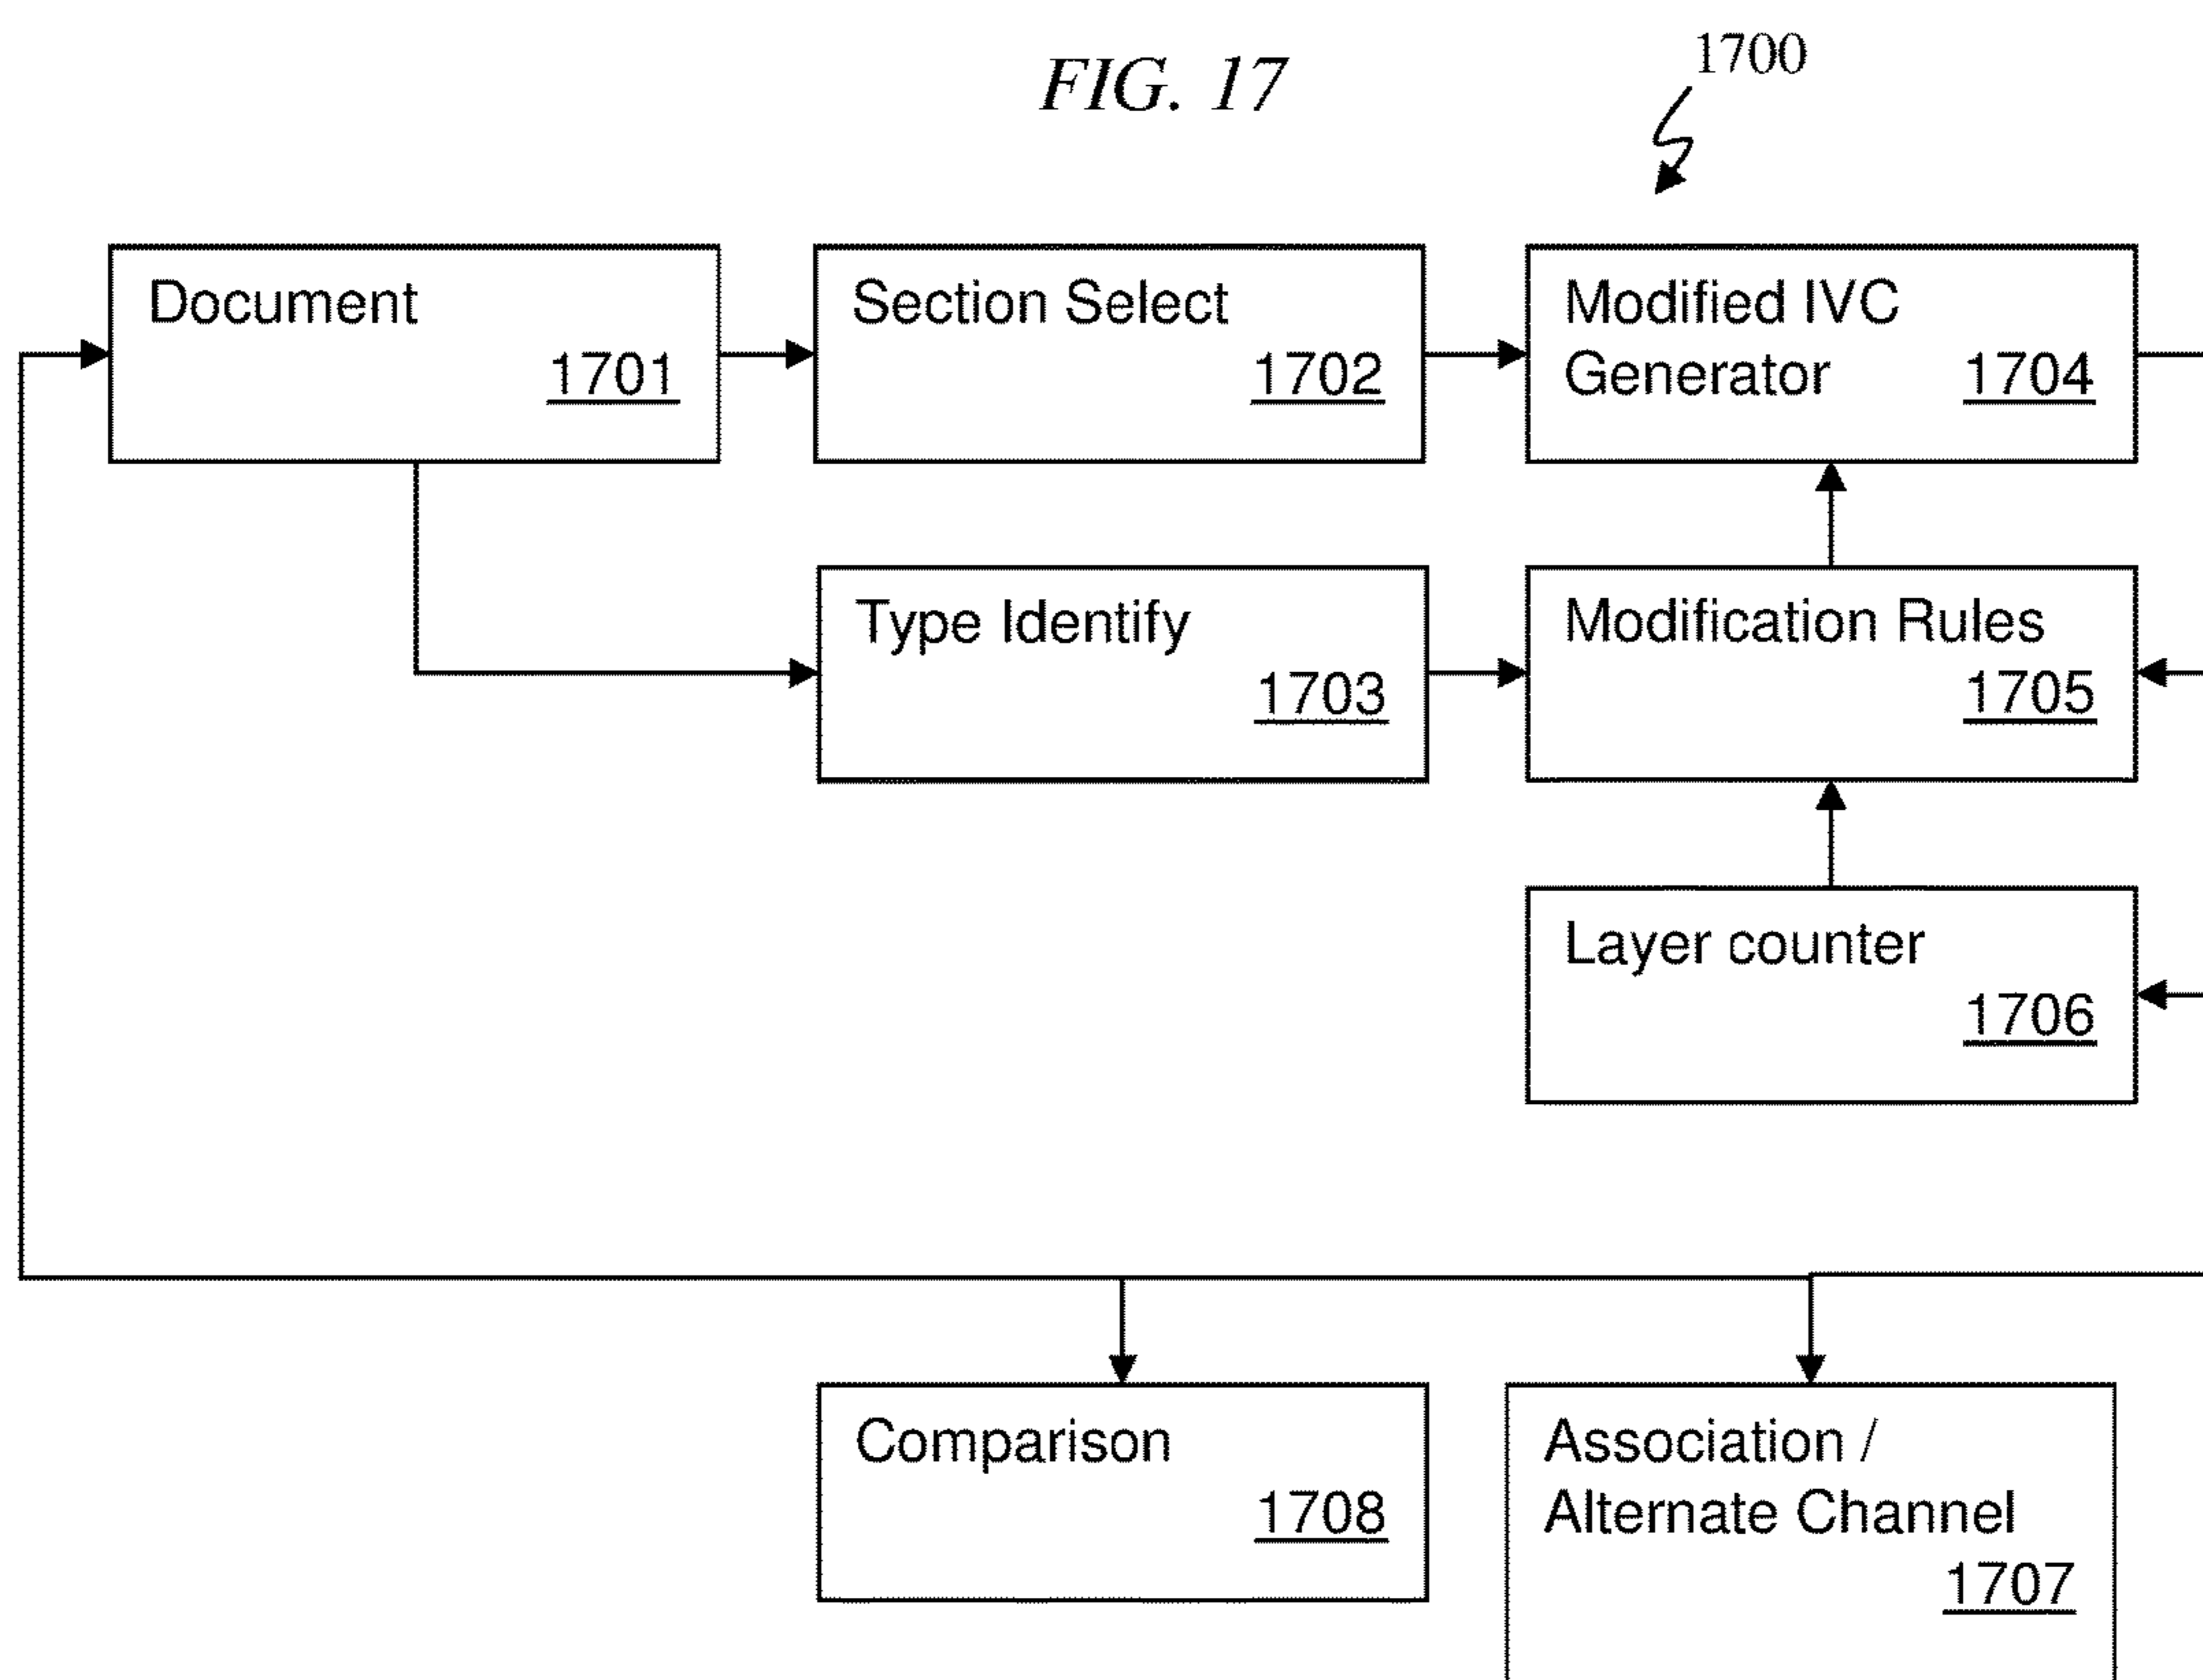 FIG. 17
1700
Document
1701
Section Select
1702
Modified IVC
Generator 1704
Type Identify
1703
Modification Rules
1705
Layer counter
1706
Comparison
1708
Association /
Alternate Channel
1707